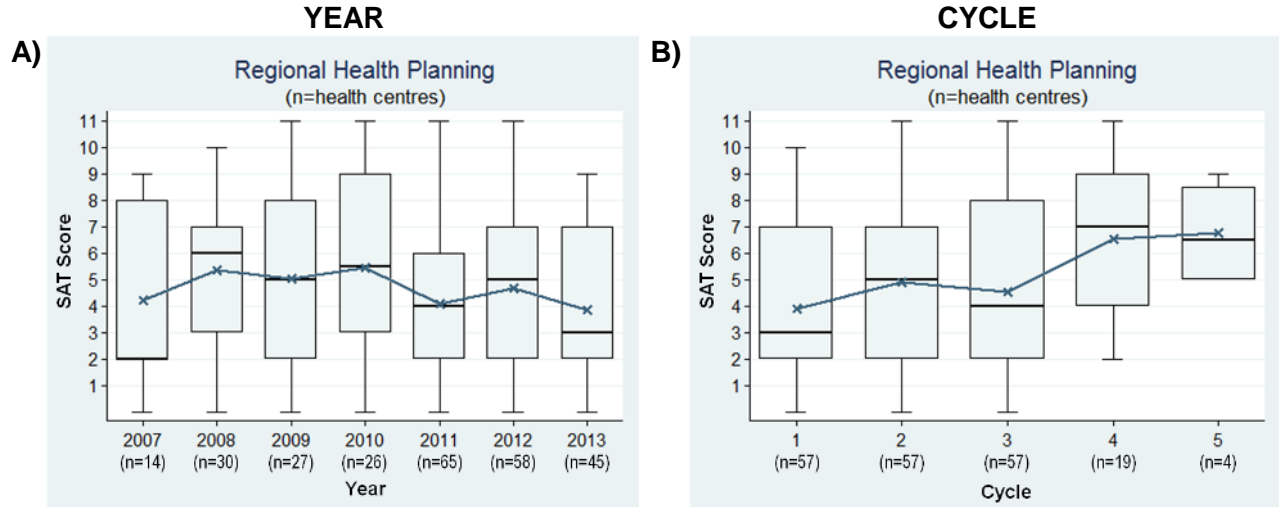 YEAR
A)
Regional Health Planning
(n=health centres)
SAT Score
11
10
9
8
7
6
5
4
3
2
1
2007 2008 2009 2010 2011 2012 2013
(n=14) (n=30) (n=27) (n=26) (n=65) (n=58) (n=45)
Year
CYCLE
B)
Regional Health Planning
(n=health centres)
SAT Score
11
10
9
8
7
6
5
4
3
2
1
1 2 3 4 5
(n=57) (n=57) (n=57) (n=19) (n=4)
Cycle